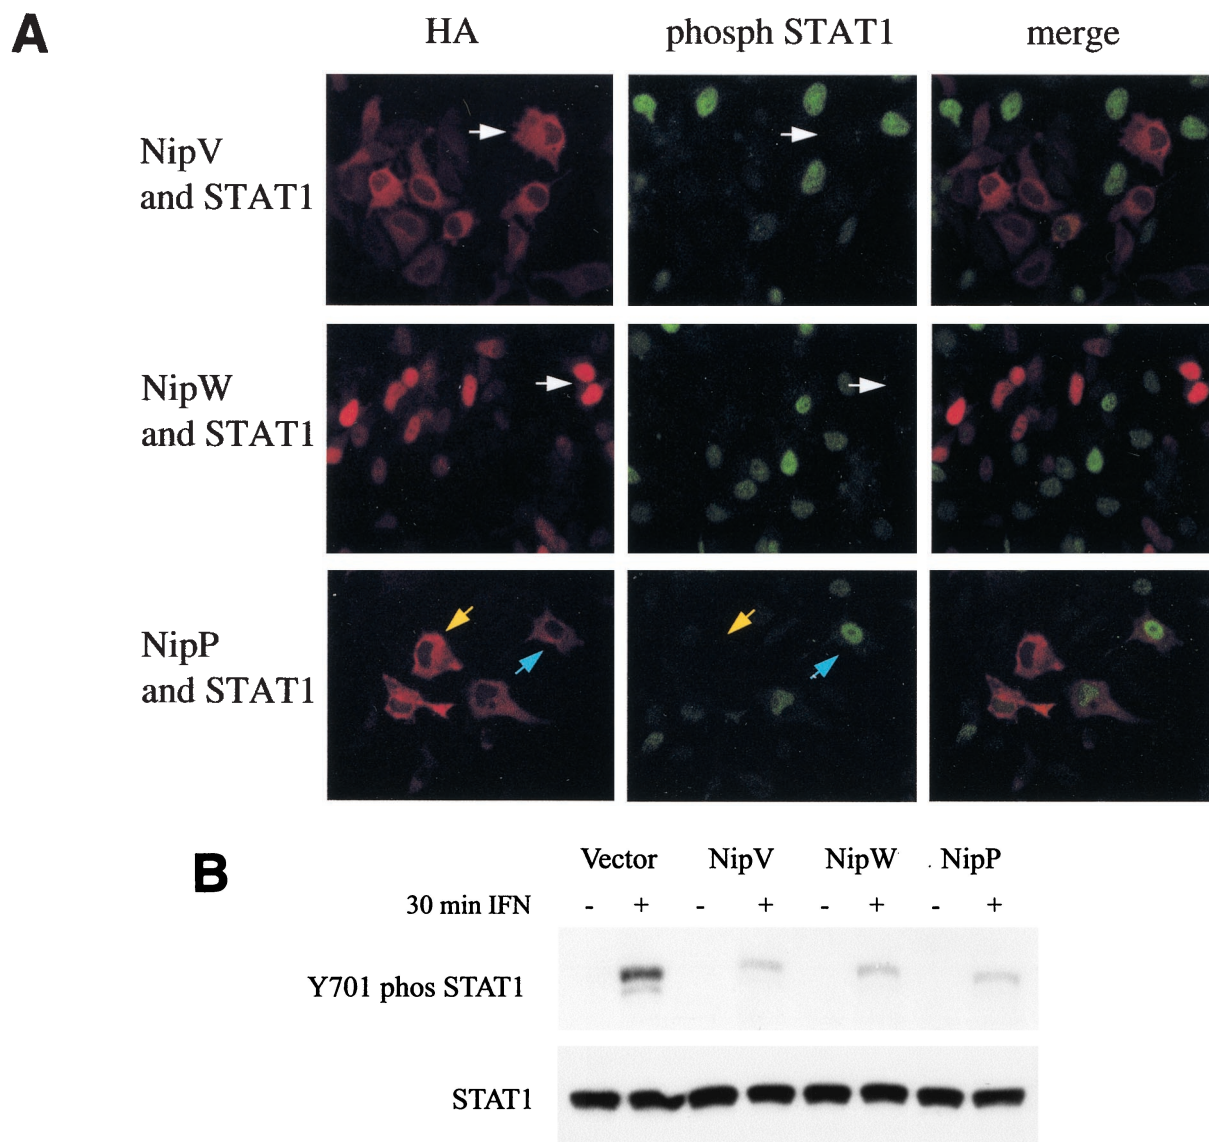 A
HA
phosph STAT1
merge
NipV
and STAT1
NipW
and STAT1
NipP
and STAT1
B
Vector
NipV
NipW
NipP
30 min IFN
- + - + - + - +
Y701 phos STAT1
STAT1